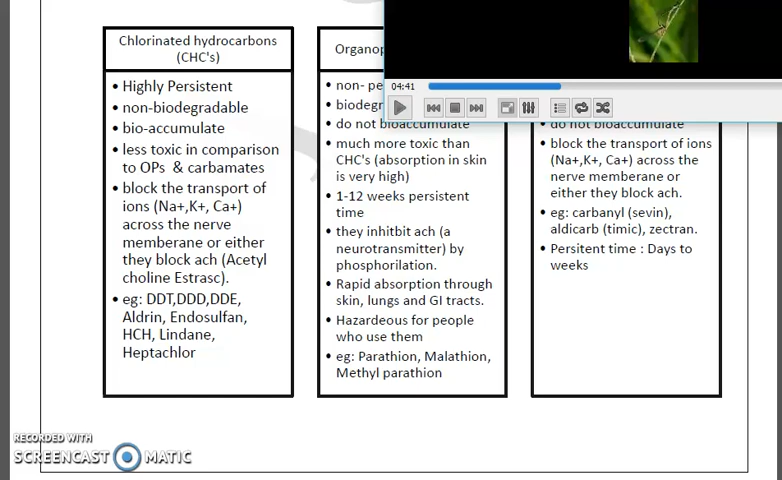 Chlorinated hydrocarbons
(CHC's)
• Highly Persistent
• non-biodegradable
• bio-accumulate
• less toxic in comparison
to OPs & carbamates
• block the transport of
ions (Na+,K+, Ca+)
across the nerve
memberane or either
they block ach (Acetyl
choline Estrasc).
• eg: DDT,DDD,DDE,
Aldrin, Endosulfan,
HCH, Lindane,
Heptachlor
• non-
• do not bioaccumulate
• much more toxic than
CHC's (absorption in skin
is very high)
• 1-12 weeks persistent
time
• they inhitbit ach (a
neurotransmitter) by
phosphorilation.
• Rapid absorption through
skin, lungs and GI tracts.
• Hazardeous for people
who use them
• eg: Parathion, Malathion,
Methyl parathion
04:41
do not bioaccumulate
• block the transport of ions
(Na+,K+, Ca+) across the
nerve memberane or
either they block ach.
• eg: carbanyl (sevin),
aldicarb (timic), zectran.
• Persitent time : Days to
weeks
RECORDED WITH
SCREENCAST MATIC